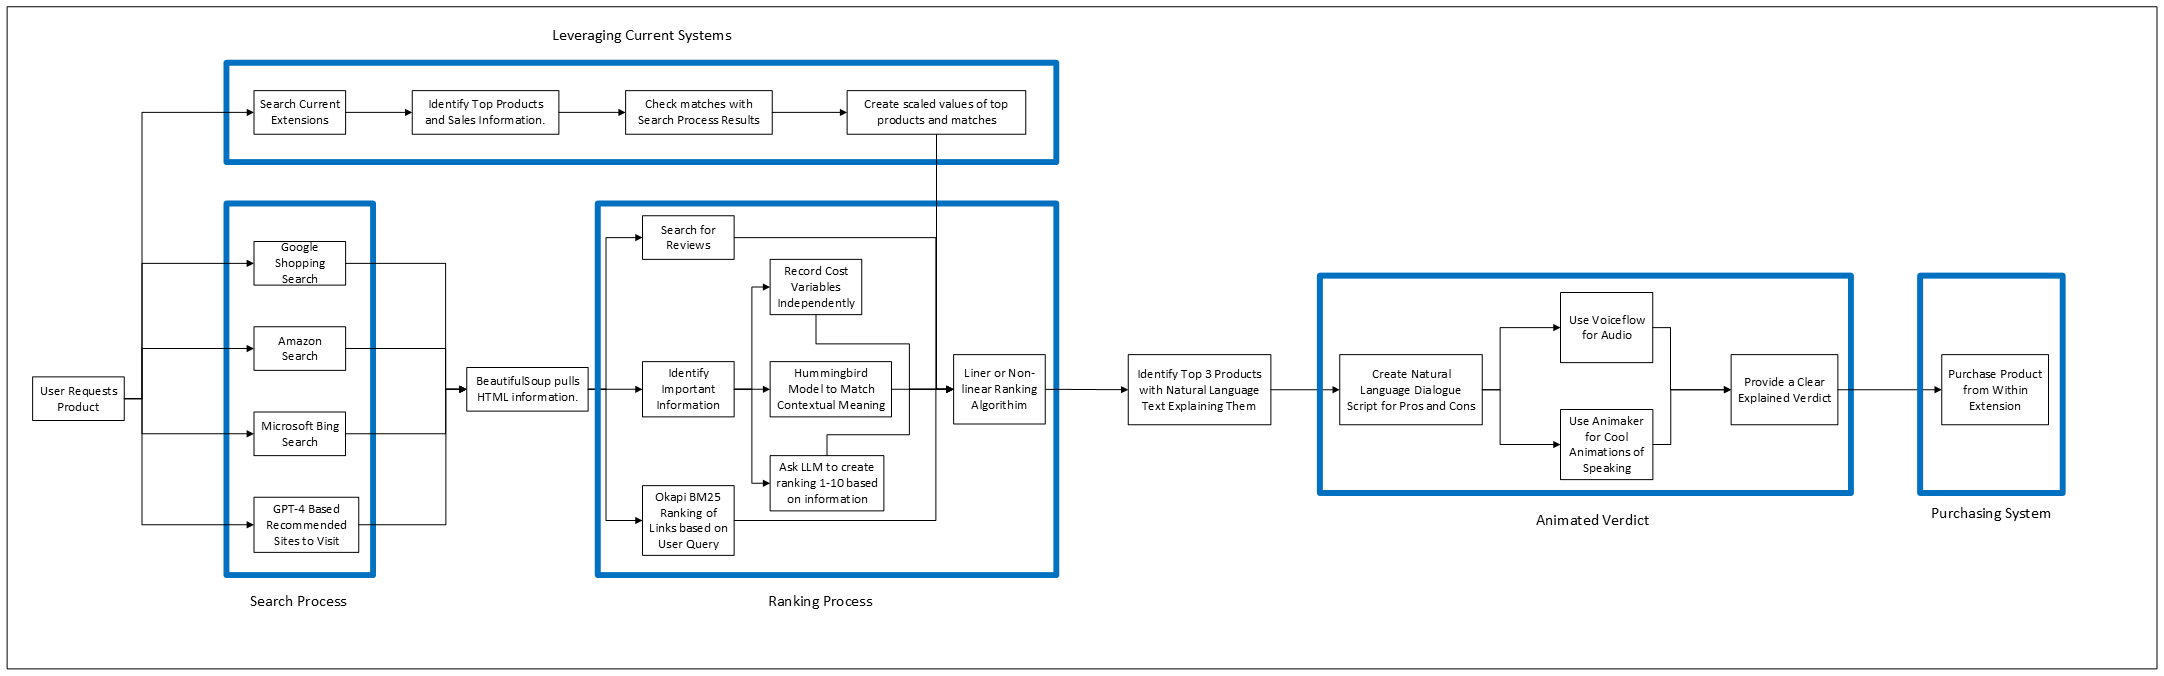 Leveraging Current Systems
Search Current
Extensions
Identify Top Products
and Sales Information.
Check matches with
Search Process Results
Create scaled values of top
products and matches
User Requests
Product
Google
Shopping
Search
Amazon
Search
Microsoft Bing
Search
GPT-4 Based
Recommended
Sites to Visit
Search Process
BeautifulSoup pulls
HTML information.
Search for
Reviews
Identify
Important
Information
Okapi BM25
Ranking of
Links based on
User Query
Record Cost
Variables
Independently
Hummingbird
Model to Match
Contextual Meaning
Ask LLM to create
ranking 1-10 based
on information
Liner or Non-
linear Ranking
Algorithim
Ranking Process
Identify Top 3 Products
with Natural Language
Text Explaining Them
Create Natural
Language Dialogue
Script for Pros and Cons
Use Voiceflow
for Audio
Use Animaker
for Cool
Animations of
Speaking
Provide a Clear
Explained Verdict
Animated Verdict
Purchase Product
from Within
Extension
Purchasing System